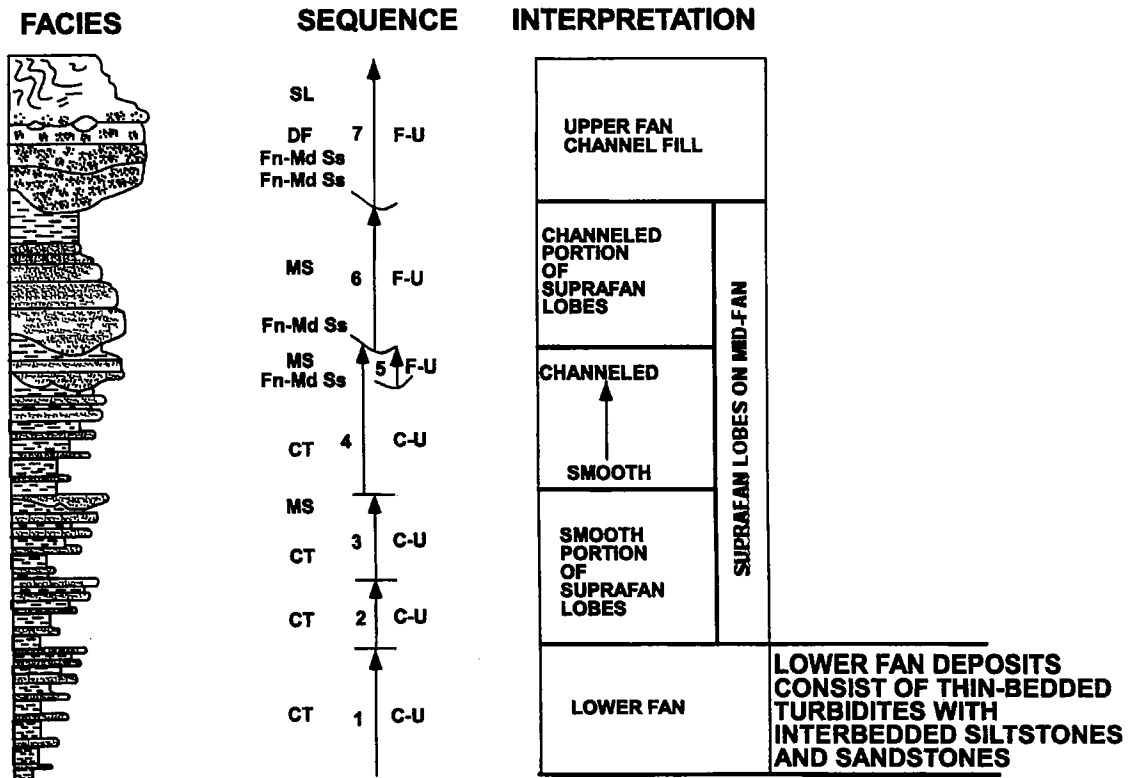 FACIES SEQUENCE INTERPRETATION
SL
DF 7 F-U
Fn-Md Ss
Fn-Md Ss
UPPER FAN
CHANNEL FILL
MS 6 F-U
Fn-Md Ss
CHANNELED
PORTION
OF
SUPRAFAN
LOBES
MS 5 F-U
Fn-Md Ss
CT 4 C-U
CHANNELED
SMOOTH
MS
CT 3 C-U
CT 2 C-U
SMOOTH
PORTION
OF
SUPRAFAN
LOBES
SUPRAFAN LOBES ON MID-FAN
CT 1 C-U
LOWER FAN
LOWER FAN DEPOSITS
CONSIST OF THIN-BEDDED
TURBIDITES WITH
INTERBEDDED SILTSTONES
AND SANDSTONES